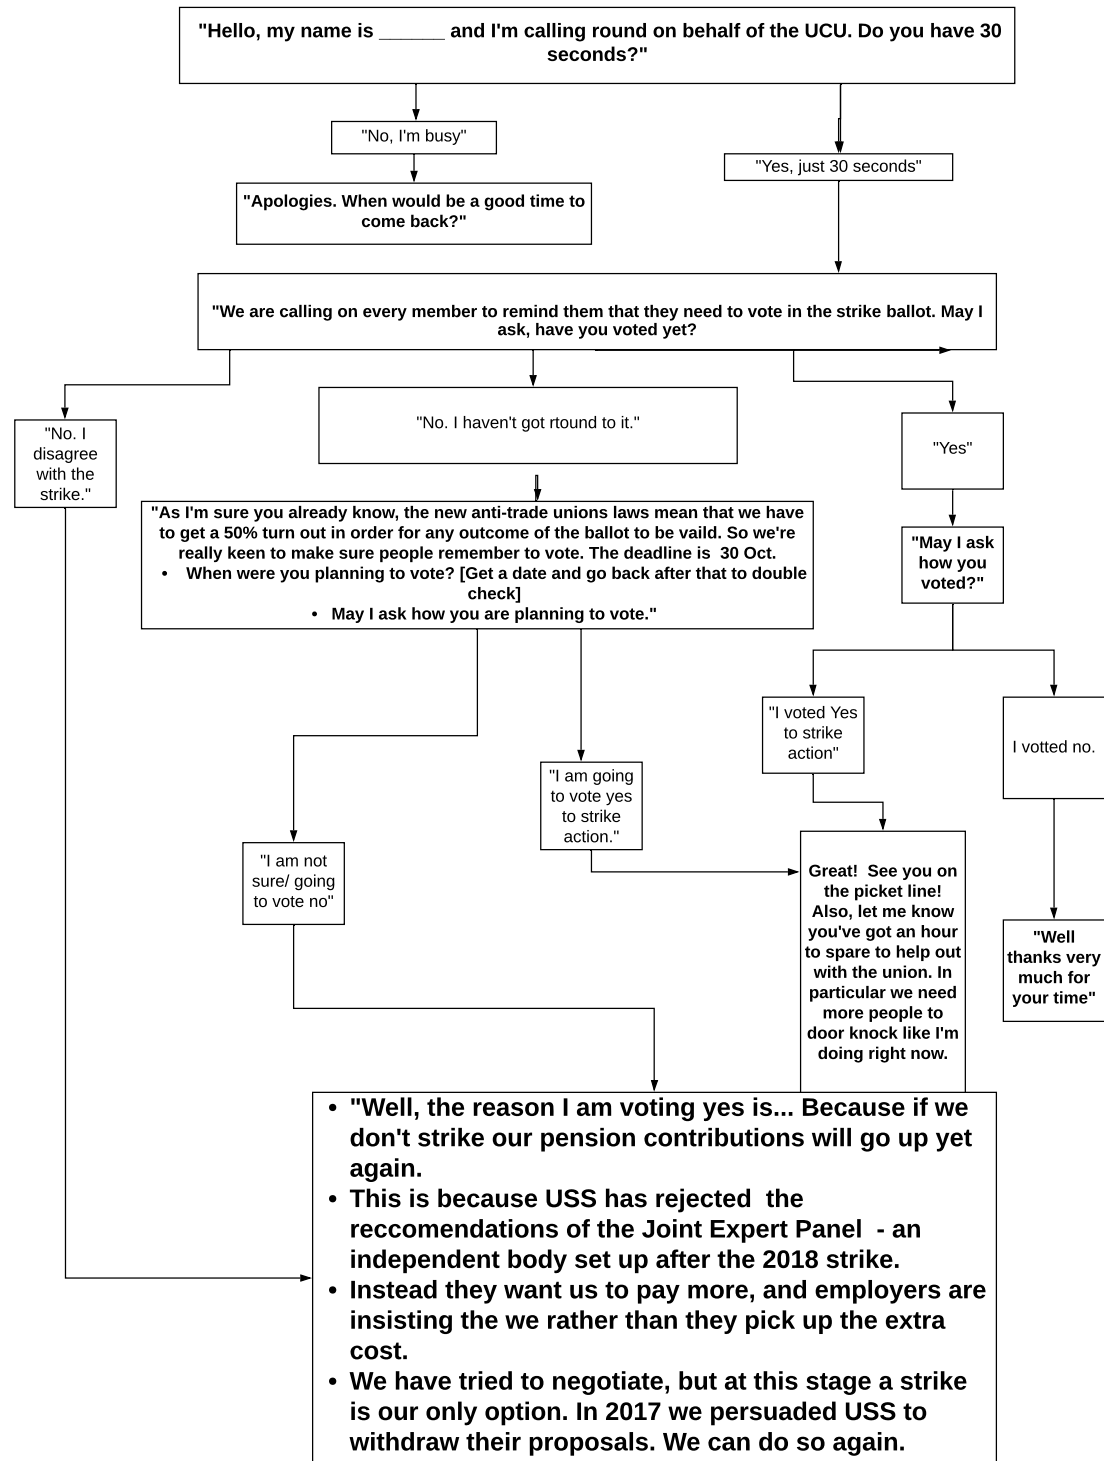 "Hello, my name is ______ and I'm calling round on behalf of the UCU. Do you have 30
seconds?"
"No, I'm busy"
"Yes, just 30 seconds"
"Apologies. When would be a good time to
come back?"
"We are calling on every member to remind them that they need to vote in the strike ballot. May I
ask, have you voted yet?
"No. I
disagree
with the
strike."
"No. I haven't got rtound to it."
"Yes"
"As I'm sure you already know, the new anti-trade unions laws mean that we have
to get a 50% turn out in order for any outcome of the ballot to be vaild. So we're
really keen to make sure people remember to vote. The deadline is  30 Oct.
• When were you planning to vote? [Get a date and go back after that to double
check]
• May I ask how you are planning to vote."
"May I ask
how you
voted?"
"I voted Yes
to strike
action"
I votted no.
"I am going
to vote yes
to strike
action."
"I am not
sure/ going
to vote no"
Great!  See you on
the picket line!
Also, let me know
you've got an hour
to spare to help out
with the union. In
particular we need
more people to
door knock like I'm
doing right now.
"Well
thanks very
much for
your time"
• "Well, the reason I am voting yes is... Because if we
don't strike our pension contributions will go up yet
again.
• This is because USS has rejected  the
reccomendations of the Joint Expert Panel  - an
independent body set up after the 2018 strike.
• Instead they want us to pay more, and employers are
insisting the we rather than they pick up the extra
cost.
• We have tried to negotiate, but at this stage a strike
is our only option. In 2017 we persuaded USS to
withdraw their proposals. We can do so again.